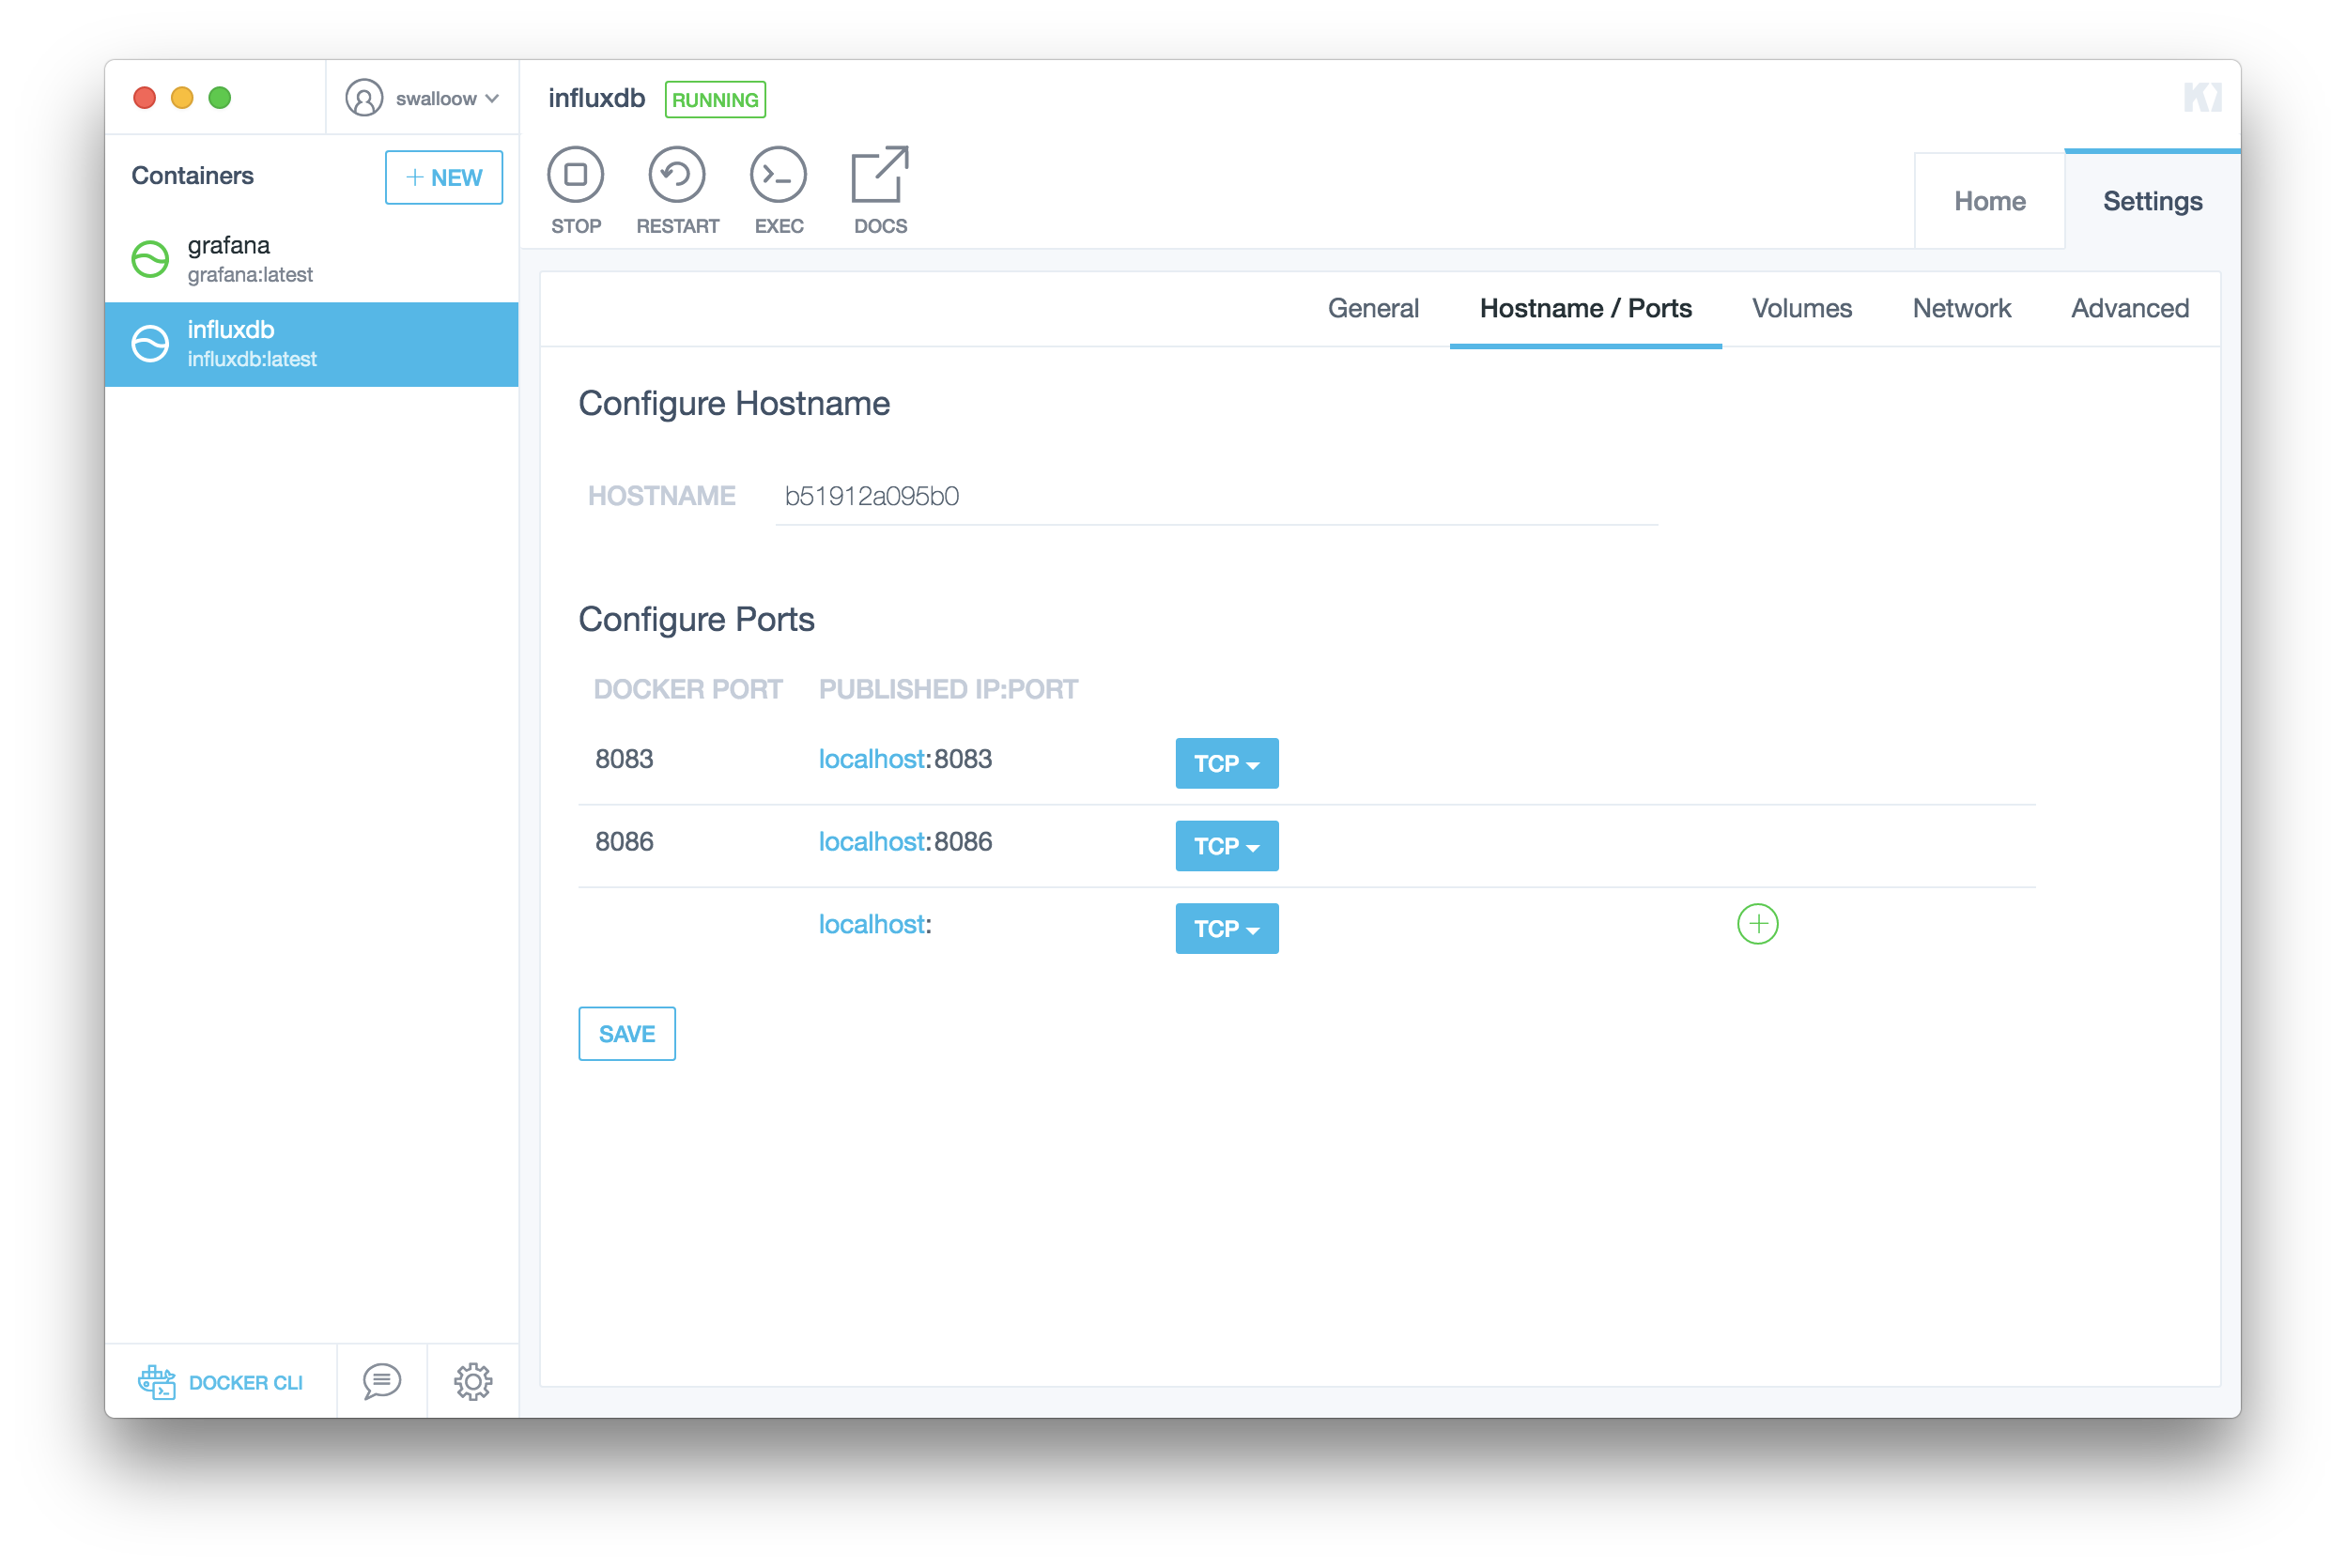 swalloow
influxdb RUNNING
Containers
+ NEW
STOP RESTART EXEC DOCS
Home Settings
grafana
grafana:latest
influxdb
influxdb:latest
General Hostname / Ports Volumes Network Advanced
Configure Hostname
HOSTNAME b51912a095b0
Configure Ports
DOCKER PORT PUBLISHED IP:PORT
8083 localhost:8083 TCP
8086 localhost:8086 TCP
localhost: TCP
SAVE
DOCKER CLI